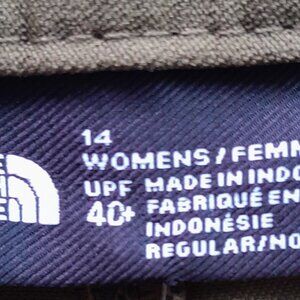 14
WOMENS / FEMM
UPF MADE IN INDO
40+ FABRIQUÉ EN
INDONÉSIE
REGULAR/NO